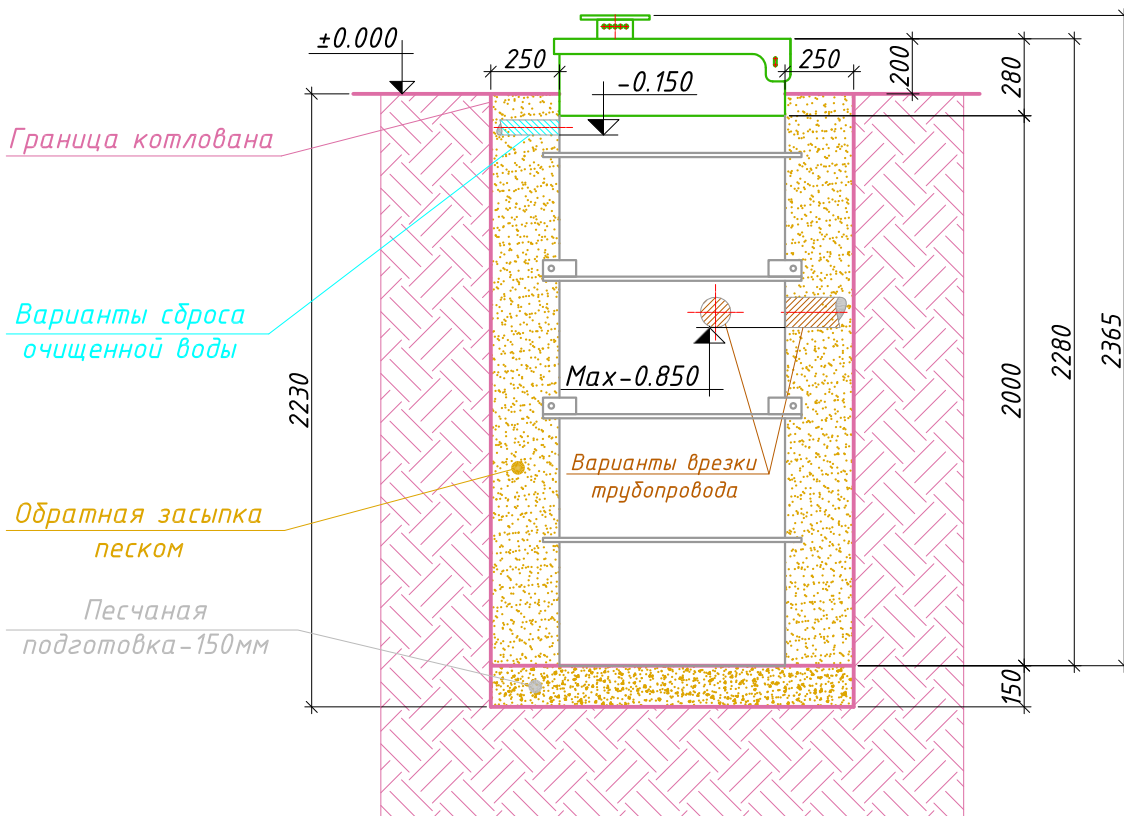 ±0.000
250
-0.150
250
200
280
Граница котлована
Варианты сброса
очищенной воды
Max-0.850
2230
2000
2280
2365
Варианты врезки
трубопровода
Обратная засыпка
песком
Песчаная
подготовка-150мм
150